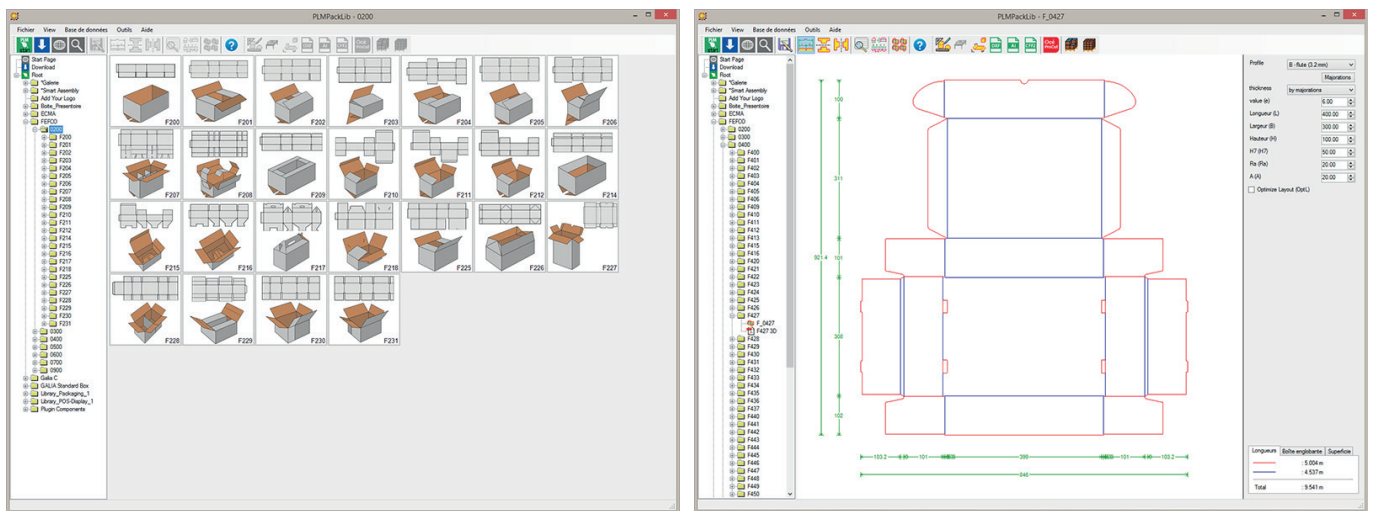 PLMPackLib - 0200
Fichier View Base de données Outils Aide
Start Page
Download
Root
*Galerie
*Smart Assembly
Add Your Logo
Boite_Presentoire
ECMA
FEFCO
0200
F200
F201
F202
F203
F204
F205
F206
F207
F208
F209
F210
F211
F212
F214
F215
F216
F217
F218
F225
F226
F227
F228
F229
F230
F231
0300
0400
0500
0600
0700
0900
Galia C
GALIA Standard Box
Library_Packaging_1
Library_POS-Display_1
Plugin Components
F200 F201 F202 F203 F204 F205 F206
F207 F208 F209 F210 F211 F212 F214
F215 F216 F217 F218 F225 F226 F227
F228 F229 F230 F231
PLMPackLib - F_0427
Fichier View Base de données Outils Aide
Start Page
Download
Root
*Galerie
*Smart Assembly
Add Your Logo
Boite_Presentoire
ECMA
FEFCO
0200
0300
0400
F400
F401
F402
F403
F404
F405
F406
F409
F410
F411
F412
F413
F415
F416
F420
F421
F422
F423
F424
F425
F426
F427
F_0427
F427 3D
F428
F429
F430
F431
F432
F433
F434
F435
F436
F437
F440
F441
F442
F443
F444
F445
F446
F447
F448
F449
F450
100
311
921.4 101
308
102
103.2 101 399 101 103.2
846
Profile B - flute (3.2 mm)
Majorations
thickness by majorations
value (e) 6.00
Longueur (L) 400.00
Largeur (B) 300.00
Hauteur (H) 100.00
H7 (H7) 50.00
Ra (Ra) 20.00
A (A) 20.00
Optimize Layout (OptL)
Longueurs Boîte englobante Superficie
: 5.004 m
: 4.537 m
Total : 9.541 m